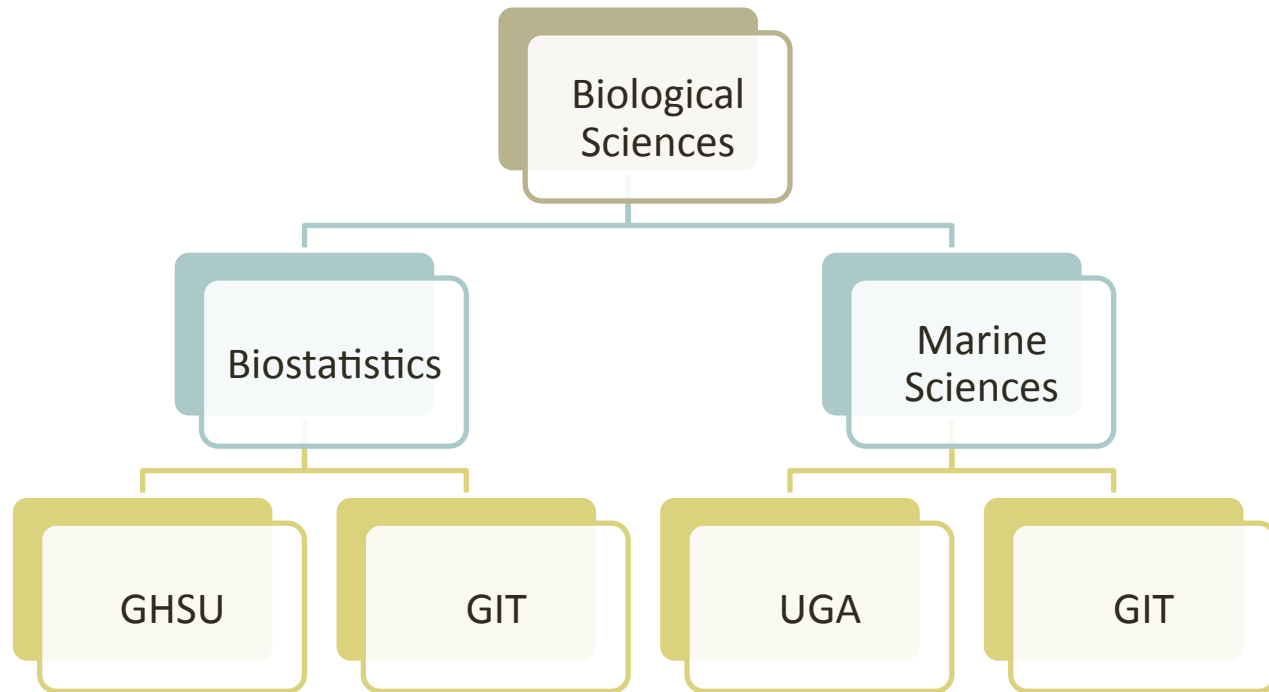 Biological
Sciences
Biostatistics
Marine
Sciences
GHSU
GIT
UGA
GIT